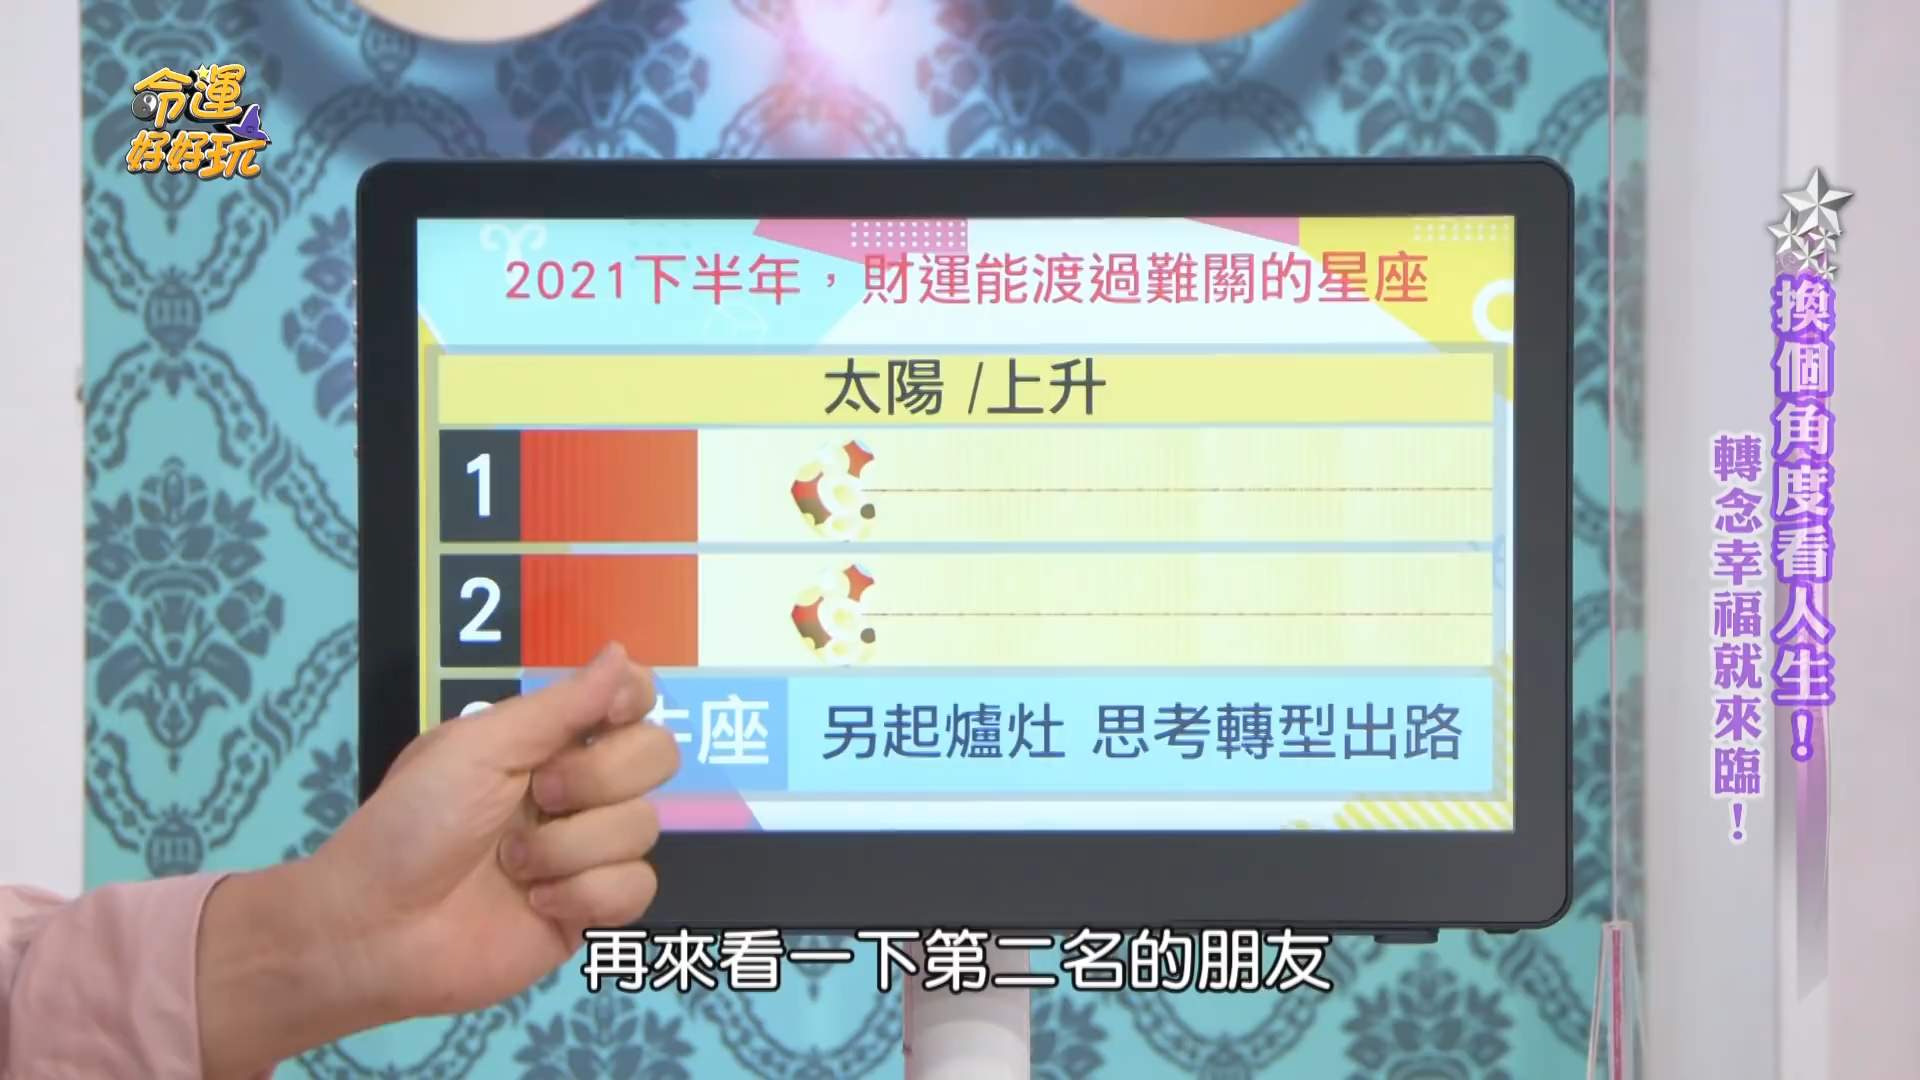 命運
好好玩
2021下半年，財運能渡過難關的星座
太陽 /上升
1
2
座 另起爐灶 思考轉型出路
換個角度看人生！
轉念幸福就來臨！
再來看一下第二名的朋友